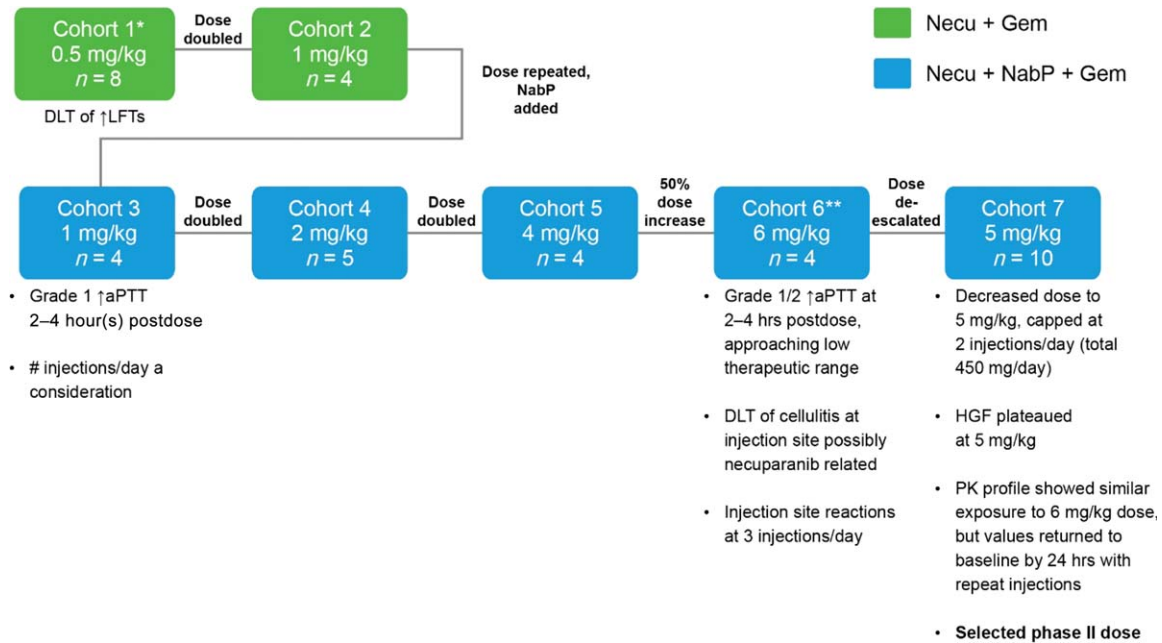 Cohort 1*
0.5 mg/kg
n = 8
Dose
doubled
Cohort 2
1 mg/kg
n = 4
Necu + Gem
Necu + NabP + Gem
DLT of ↑LFTs
Dose repeated,
NabP
added
Cohort 3
1 mg/kg
n = 4
Dose
doubled
Cohort 4
2 mg/kg
n = 5
Dose
doubled
Cohort 5
4 mg/kg
n = 4
50%
dose
increase
Cohort 6**
6 mg/kg
n = 4
Dose
de-
escalated
Cohort 7
5 mg/kg
n = 10
• Grade 1 ↑aPTT
2–4 hour(s) postdose
• # injections/day a
consideration
• Grade 1/2 ↑aPTT at
2–4 hrs postdose,
approaching low
therapeutic range
• DLT of cellulitis at
injection site possibly
necuparanib related
• Injection site reactions
at 3 injections/day
• Decreased dose to
5 mg/kg, capped at
2 injections/day (total
450 mg/day)
• HGF plateaued
at 5 mg/kg
• PK profile showed similar
exposure to 6 mg/kg dose,
but values returned to
baseline by 24 hrs with
repeat injections
• Selected phase II dose